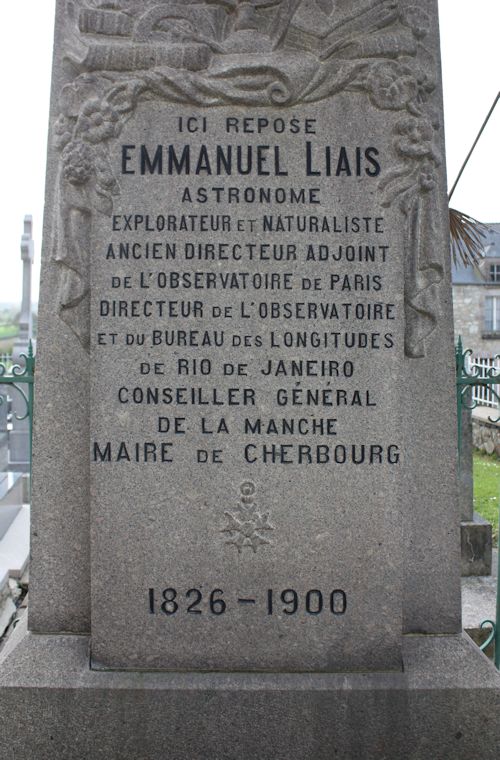 ICI REPOSE
EMMANUEL LIAIS
ASTRONOME
EXPLORATEUR ET NATURALISTE
ANCIEN DIRECTEUR ADJOINT
DE L'OBSERVATOIRE DE PARIS
DIRECTEUR DE L'OBSERVATOIRE
ET DU BUREAU DES LONGITUDES
DE RIO DE JANEIRO
CONSEILLER GÉNÉRAL
DE LA MANCHE
MAIRE DE CHERBOURG
1826 - 1900